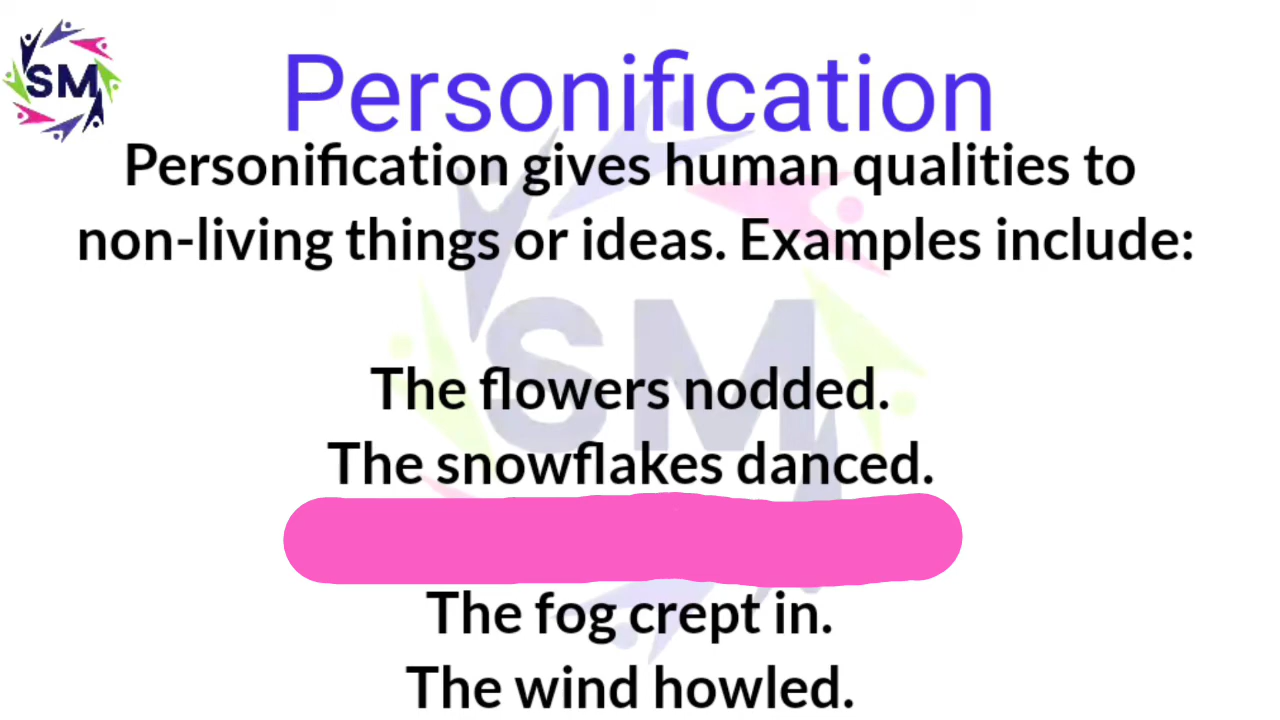 SM
Personification
Personification gives human qualities to
non-living things or ideas. Examples include:
SM
The flowers nodded.
The snowflakes danced.
The fog crept in.
The wind howled.